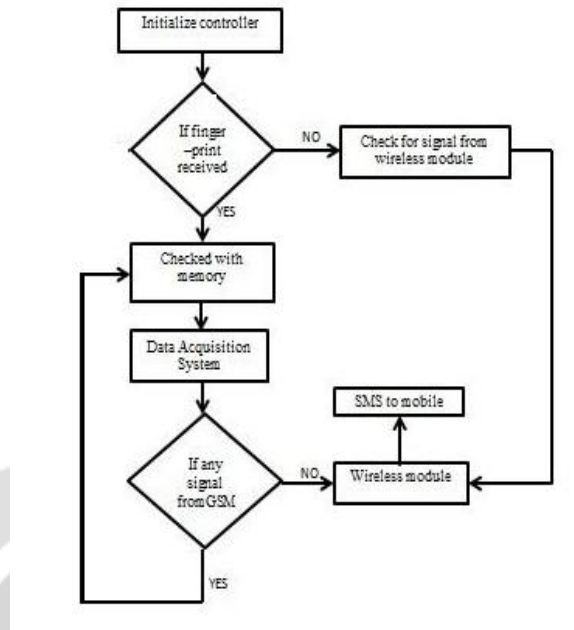 Initialize controller
If finger
–print
received
NO
Check for signal from
wireless module
YES
Checked with
memory
Data Acquisition
System
SMS to mobile
If any
signal
from GSM
NO
Wireless module
YES